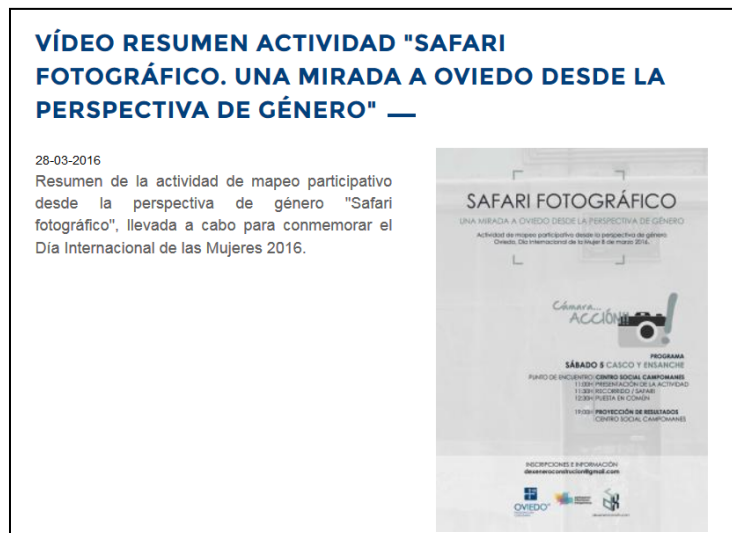 VÍDEO RESUMEN ACTIVIDAD "SAFARI
FOTOGRÁFICO. UNA MIRADA A OVIEDO DESDE LA
PERSPECTIVA DE GÉNERO"
28-03-2016
Resumen de la actividad de mapeo participativo
desde la perspectiva de género "Safari
fotográfico", llevada a cabo para conmemorar el
Día Internacional de las Mujeres 2016.
SAFARI FOTOGRÁFICO
UNA MIRADA A OVIEDO DESDE LA PERSPECTIVA DE GÉNERO
Actividad de mapeo participativo desde la perspectiva de género
Oviedo, Día Internacional de la Mujer 8 de marzo 2016.
Cámara...
ACCIÓN!
PROGRAMA
SÁBADO 5 CASCO Y ENSANCHE
PUNTO DE ENCUENTRO: CENTRO SOCIAL CAMPOMANES
11:00H PRESENTACIÓN DE LA ACTIVIDAD
11:30H RECORRIDO / SAFARI
12:30H PUESTA EN COMÚN
19:00H PROYECCIÓN DE RESULTADOS
CENTRO SOCIAL CAMPOMANES
INSCRIPCIONES E INFORMACIÓN
dexeneroconstrucion@gmail.com
OVIEDO